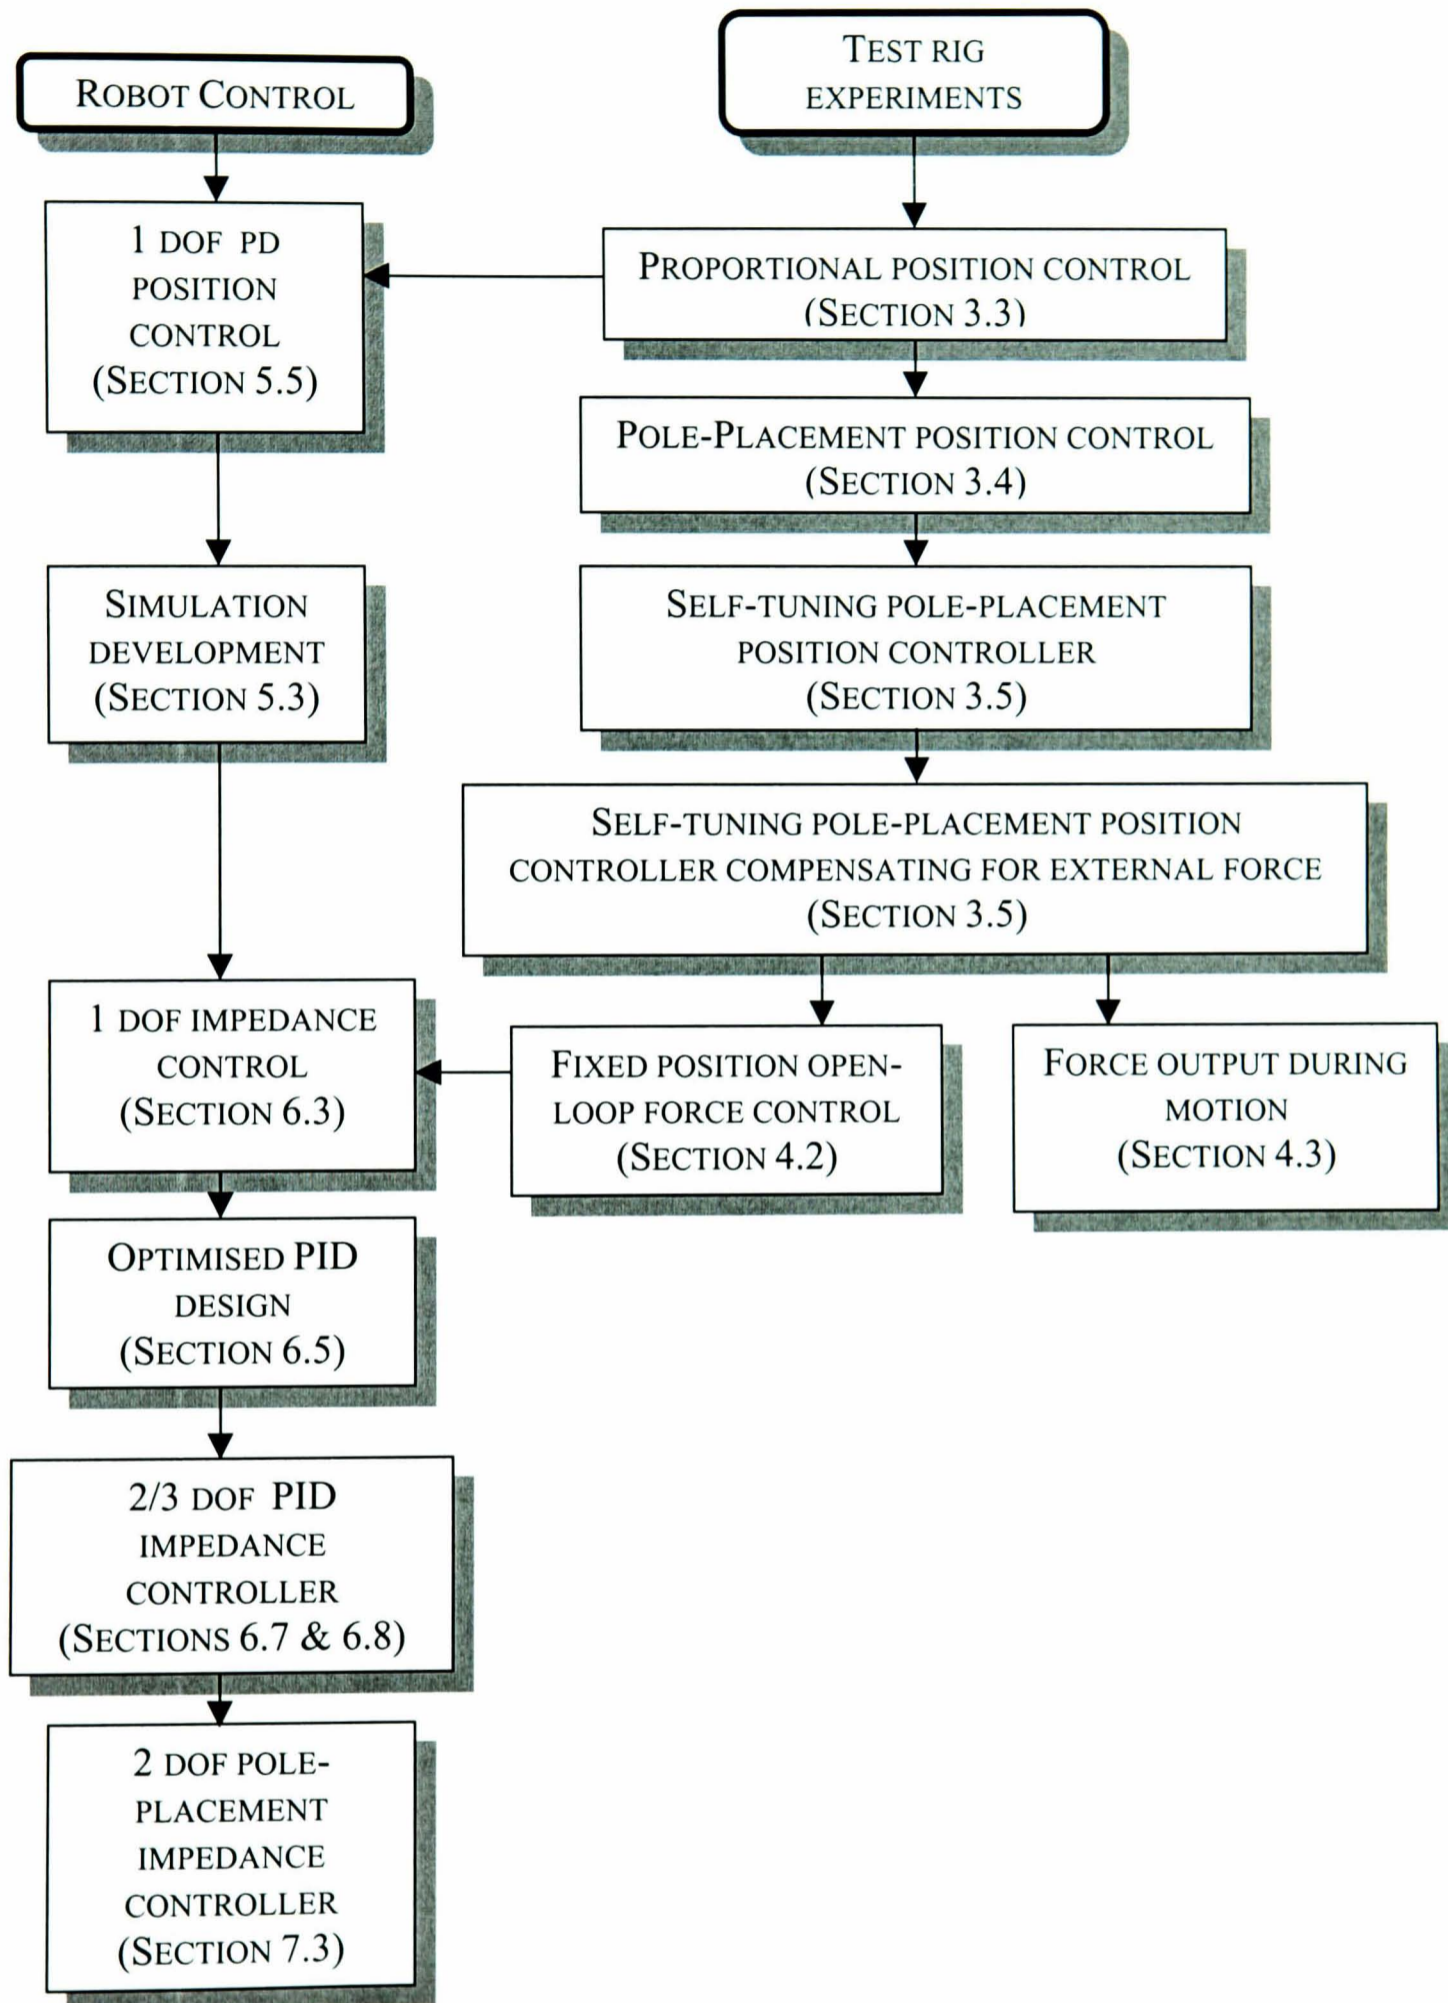 ROBOT CONTROL
TEST RIG
EXPERIMENTS
1 DOF PD
POSITION
CONTROL
(SECTION 5.5)
PROPORTIONAL POSITION CONTROL
(SECTION 3.3)
POLE-PLACEMENT POSITION CONTROL
(SECTION 3.4)
SIMULATION
DEVELOPMENT
(SECTION 5.3)
SELF-TUNING POLE-PLACEMENT
POSITION CONTROLLER
(SECTION 3.5)
SELF-TUNING POLE-PLACEMENT POSITION
CONTROLLER COMPENSATING FOR EXTERNAL FORCE
(SECTION 3.5)
1 DOF IMPEDANCE
CONTROL
(SECTION 6.3)
FIXED POSITION OPEN-
LOOP FORCE CONTROL
(SECTION 4.2)
FORCE OUTPUT DURING
MOTION
(SECTION 4.3)
OPTIMISED PID
DESIGN
(SECTION 6.5)
2/3 DOF PID
IMPEDANCE
CONTROLLER
(SECTIONS 6.7 & 6.8)
2 DOF POLE-
PLACEMENT
IMPEDANCE
CONTROLLER
(SECTION 7.3)